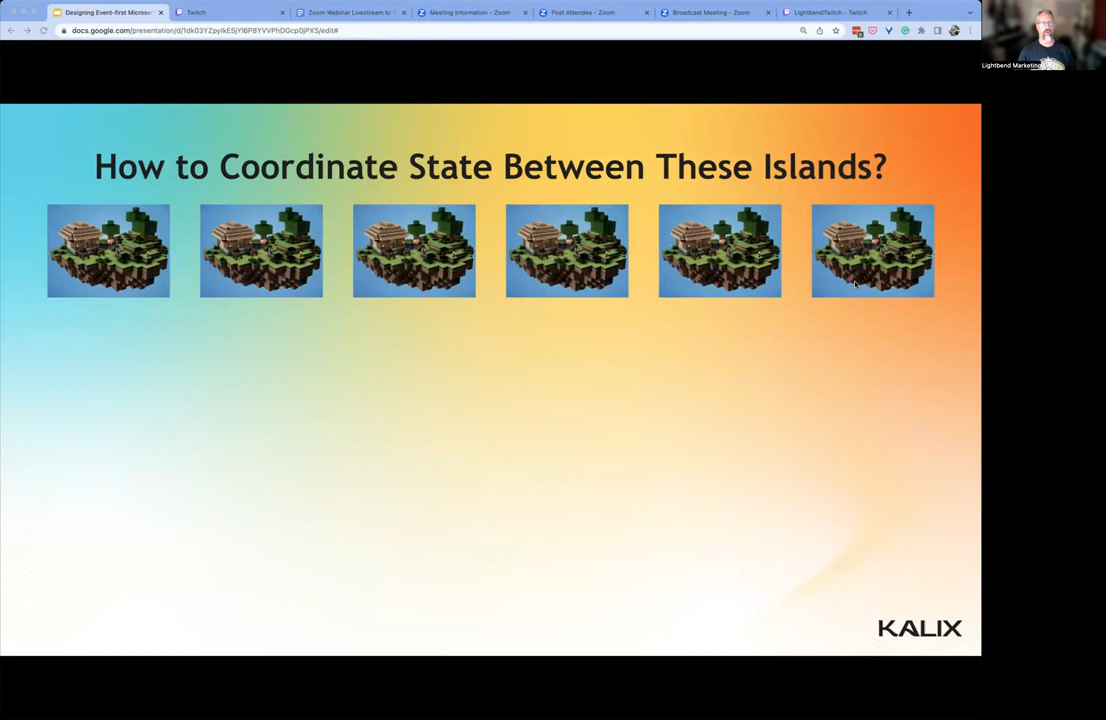 Designing Event-first Microse
Twitch
Zoom Webinar Livestream to T
Meeting Information - Zoom
Post Attendee - Zoom
Broadcast Meeting - Zoom
LightbendTwitch - Twitch
docs.google.com/presentation/d/1dk03YZpylkESjYl6P8YVVPhDGcp0jPXS/edit#
Lightbend Marketing
How to Coordinate State Between These Islands?
KALIX